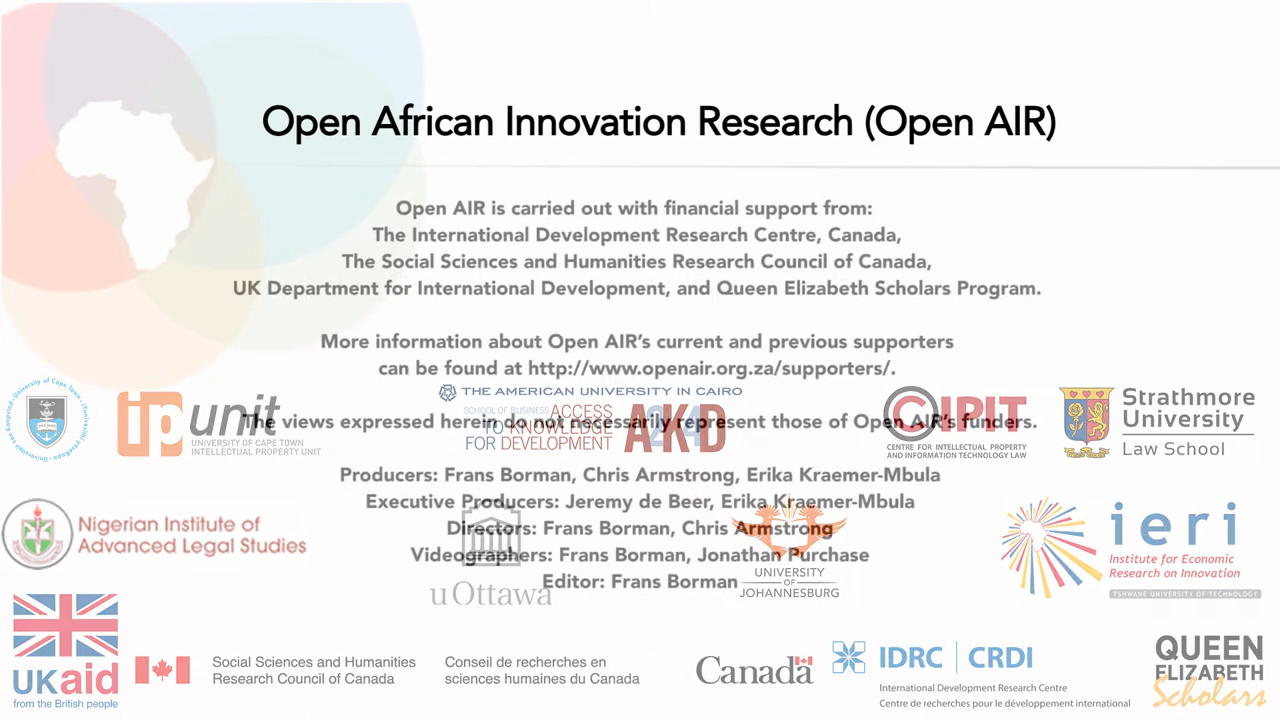 Open African Innovation Research (Open AIR)
Open AIR is carried out with financial support from:
The International Development Research Centre, Canada,
The Social Sciences and Humanities Research Council of Canada,
UK Department for International Development, and Queen Elizabeth Scholars Program.
More information about Open AIR's current and previous supporters
can be found at http://www.openair.org.za/supporters/.
The views expressed herein do not necessarily represent those of Open AIR's funders.
Producers: Frans Borman, Chris Armstrong, Erika Kraemer-Mbula
Executive Producers: Jeremy de Beer, Erika Kraemer-Mbula
Directors: Frans Borman, Chris Armstrong
Videographers: Frans Borman, Jonathan Purchase
Editor: Frans Borman
University of Cape Town
ip unit
UNIVERSITY OF CAPE TOWN
INTELLECTUAL PROPERTY UNIT
THE AMERICAN UNIVERSITY IN CAIRO
SCHOOL OF BUSINESS ACCESS
TO KNOWLEDGE
FOR DEVELOPMENT
CIPIT
CENTRE FOR INTELLECTUAL PROPERTY
AND INFORMATION TECHNOLOGY LAW
Strathmore
University
Law School
Nigerian Institute of
Advanced Legal Studies
uOttawa
UNIVERSITY
OF
JOHANNESBURG
ieri
Institute for Economic
Research on Innovation
TSHWANE UNIVERSITY OF TECHNOLOGY
UKaid
from the British people
Social Sciences and Humanities
Research Council of Canada
Conseil de recherches en
sciences humaines du Canada
Canada
IDRC | CRDI
International Development Research Centre
Centre de recherches pour le développement international
QUEEN
ELIZABETH
Scholars